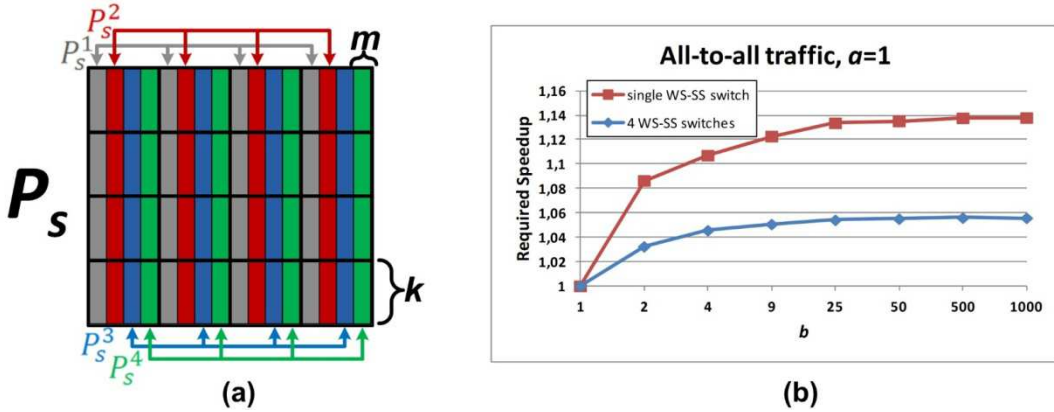 P_s^2
P_s^1
m
P_s
k
P_s^3
P_s^4
(a)
All-to-all traffic, a=1
single WS-SS switch
4 WS-SS switches
Required Speedup
1,16
1,14
1,12
1,1
1,08
1,06
1,04
1,02
1
1 2 4 9 25 50 500 1000
b
(b)